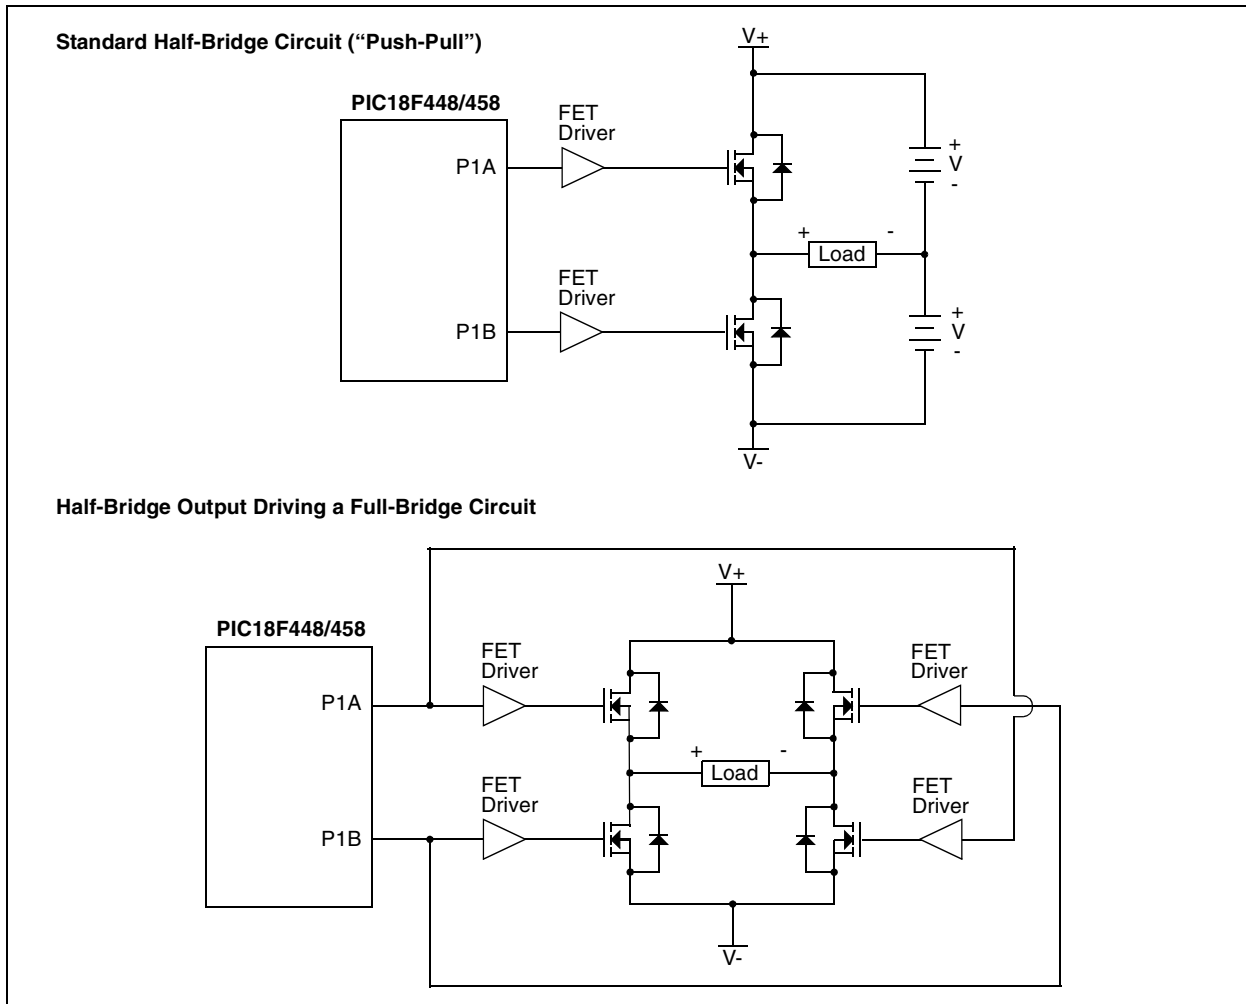 Standard Half-Bridge Circuit (“Push-Pull”)
V+
PIC18F448/458
FET
Driver
P1A
+
V
-
+ -
Load
FET
Driver
P1B
+
V
-
V-
Half-Bridge Output Driving a Full-Bridge Circuit
V+
PIC18F448/458
FET
Driver
FET
Driver
P1A
+ -
Load
FET
Driver
FET
Driver
P1B
V-